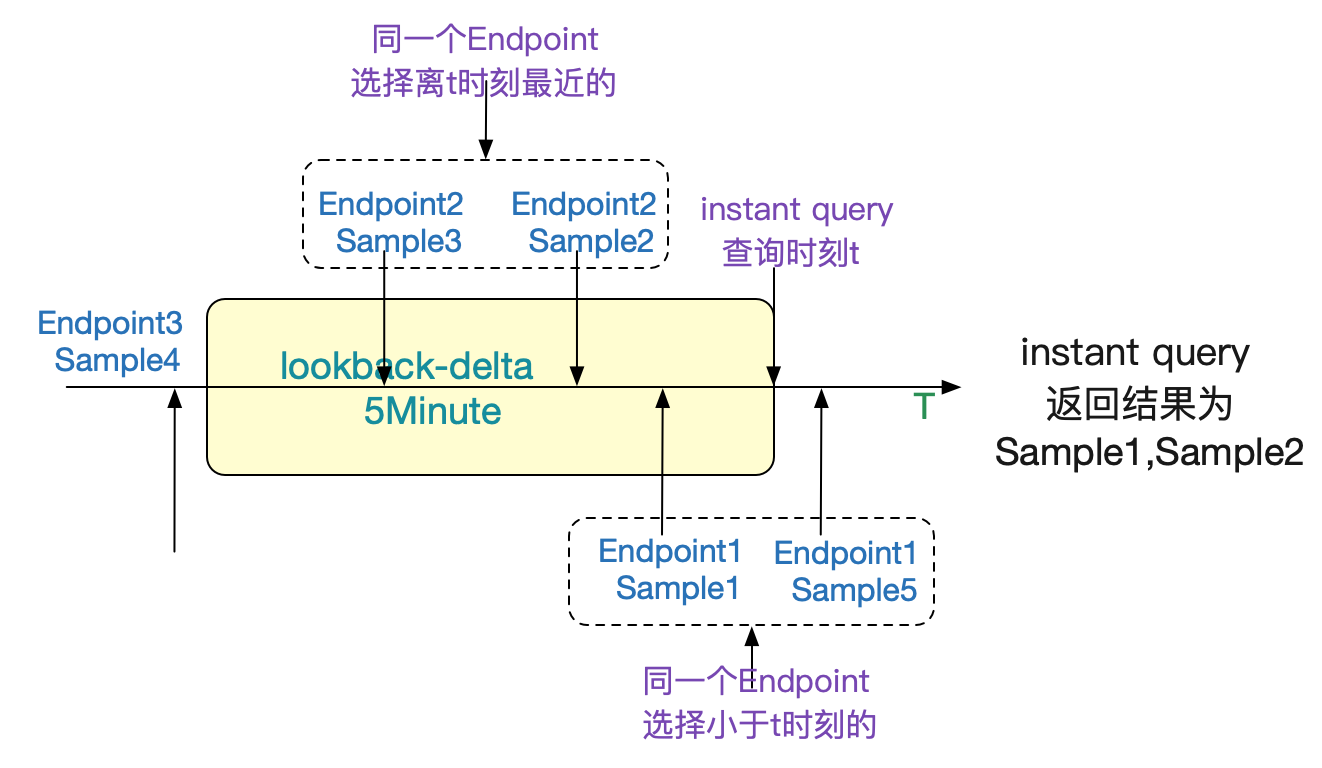 同一个Endpoint
选择离t时刻最近的
Endpoint2
Sample3
Endpoint2
Sample2
instant query
查询时刻t
Endpoint3
Sample4
lookback-delta
5Minute
T
instant query
返回结果为
Sample1,Sample2
Endpoint1
Sample1
Endpoint1
Sample5
同一个Endpoint
选择小于t时刻的